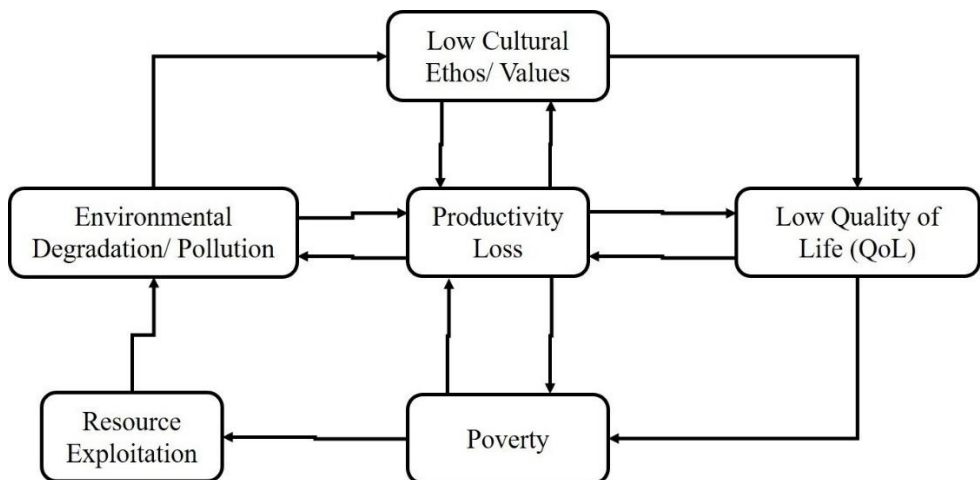 Low Cultural
Ethos/ Values
Environmental
Degradation/ Pollution
Productivity
Loss
Low Quality of
Life (QoL)
Resource
Exploitation
Poverty